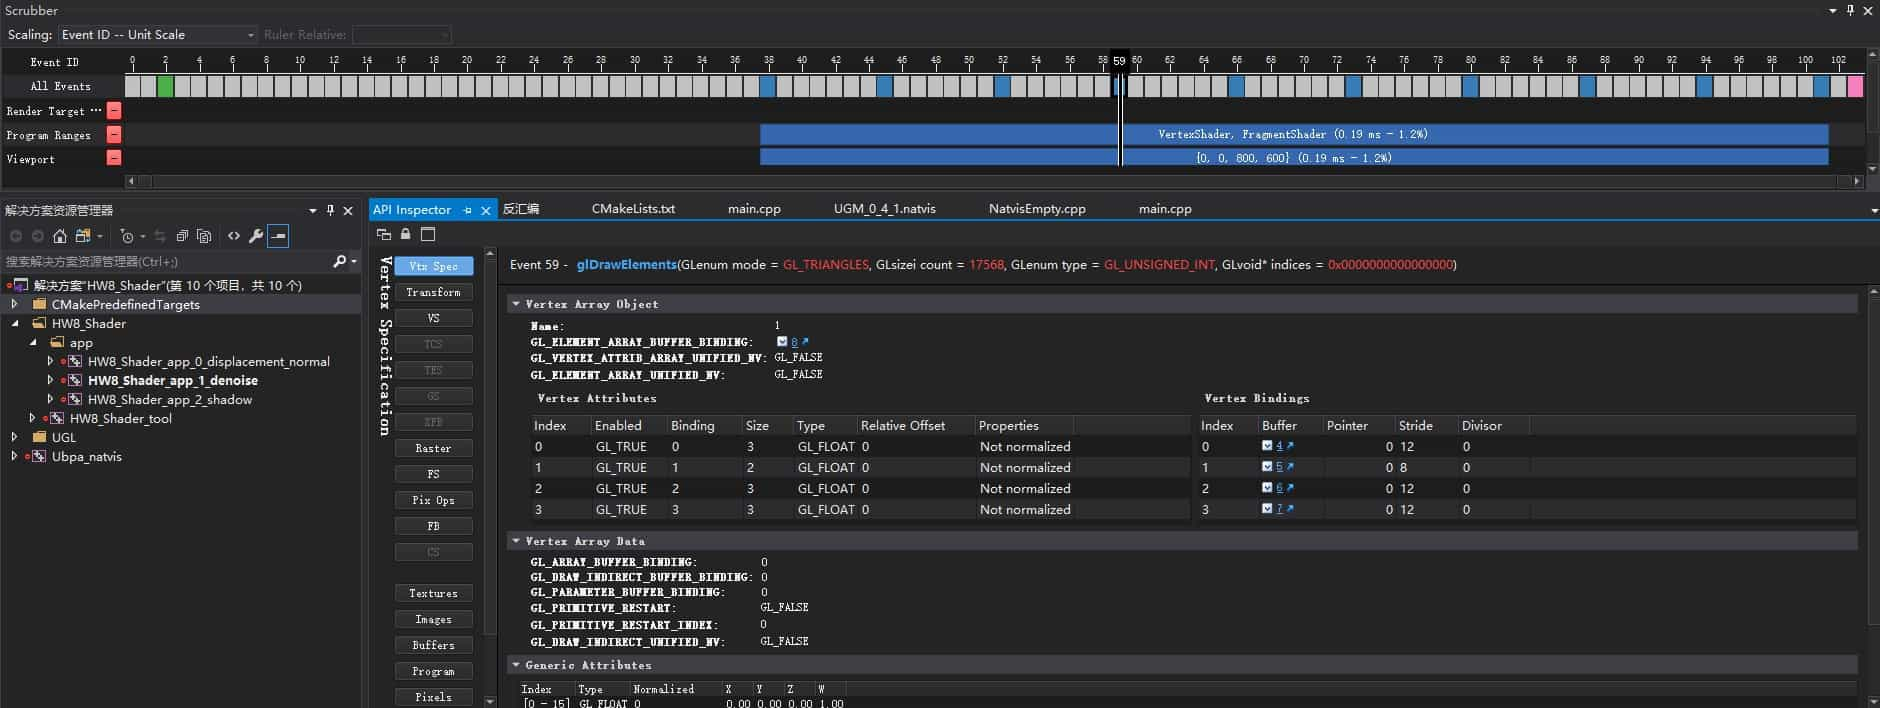 Scrubber
Scaling: Event ID -- Unit Scale Ruler Relative:
Event ID 0 2 4 6 8 10 12 14 16 18 20 22 24 26 28 30 32 34 36 38 40 42 44 46 48 50 52 54 56 58 59 60 62 64 66 68 70 72 74 76 78 80 82 84 86 88 90 92 94 96 98 100 102
All Events
Render Target ...
Program Ranges VertexShader, FragmentShader (0.19 ms - 1.2%)
Viewport {0, 0, 800, 600} (0.19 ms - 1.2%)
解决方案资源管理器
搜索解决方案资源管理器(Ctrl+;)
解决方案"HW8_Shader"(第 10 个项目，共 10 个)
CMakePredefinedTargets
HW8_Shader
app
HW8_Shader_app_0_displacement_normal
HW8_Shader_app_1_denoise
HW8_Shader_app_2_shadow
HW8_Shader_tool
UGL
Ubpa_natvis
API Inspector 反汇编 CMakeLists.txt main.cpp UGM_0_4_1.natvis NatvisEmpty.cpp main.cpp
Vertex Specification
Vtx Spec
Transform
VS
TCS
TES
GS
XFB
Raster
FS
Pix Ops
FB
CS
Textures
Images
Buffers
Program
Pixels
Event 59 - glDrawElements(GLenum mode = GL_TRIANGLES, GLsizei count = 17568, GLenum type = GL_UNSIGNED_INT, GLvoid* indices = 0x0000000000000000)
Vertex Array Object
Name: 1
GL_ELEMENT_ARRAY_BUFFER_BINDING: 8
GL_VERTEX_ATTRIB_ARRAY_UNIFIED_NV: GL_FALSE
GL_ELEMENT_ARRAY_UNIFIED_NV: GL_FALSE
Vertex Attributes
Index Enabled Binding Size Type Relative Offset Properties
0 GL_TRUE 0 3 GL_FLOAT 0 Not normalized
1 GL_TRUE 1 2 GL_FLOAT 0 Not normalized
2 GL_TRUE 2 3 GL_FLOAT 0 Not normalized
3 GL_TRUE 3 3 GL_FLOAT 0 Not normalized
Vertex Bindings
Index Buffer Pointer Stride Divisor
0 4 0 12 0
1 5 0 8 0
2 6 0 12 0
3 7 0 12 0
Vertex Array Data
GL_ARRAY_BUFFER_BINDING: 0
GL_DRAW_INDIRECT_BUFFER_BINDING: 0
GL_PARAMETER_BUFFER_BINDING: 0
GL_PRIMITIVE_RESTART: GL_FALSE
GL_PRIMITIVE_RESTART_INDEX: 0
GL_DRAW_INDIRECT_UNIFIED_NV: GL_FALSE
Generic Attributes
Index Type Normalized X Y Z W
[0 - 15] GL_FLOAT 0 0.00 0.00 0.00 1.00